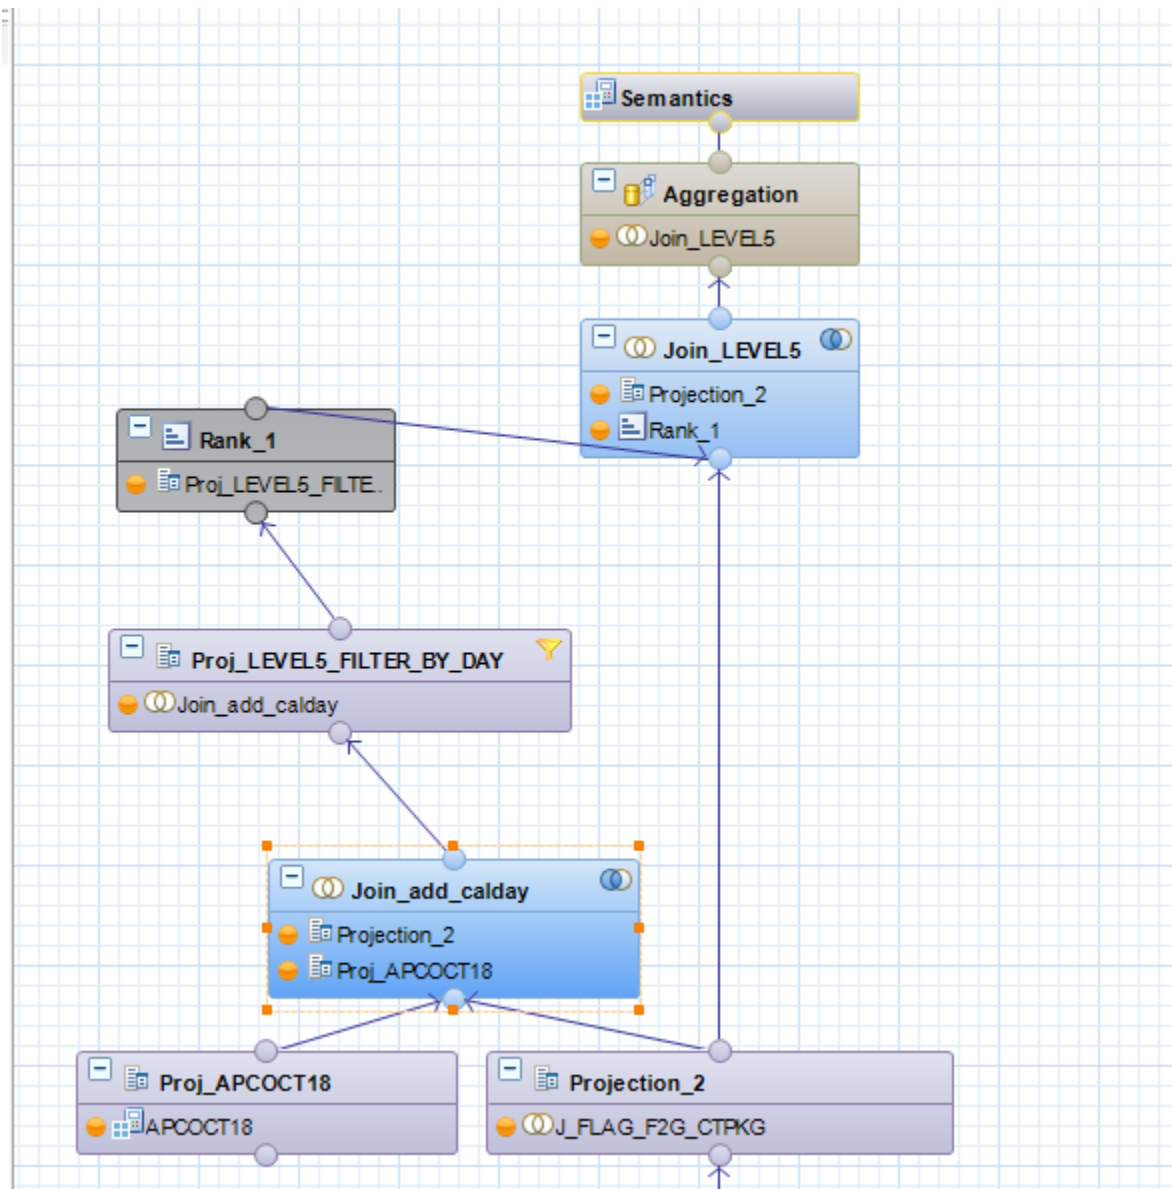 Semantics
Aggregation
Join_LEVEL5
Join_LEVEL5
Projection_2
Rank_1
Rank_1
Proj_LEVEL5_FILTE..
Proj_LEVEL5_FILTER_BY_DAY
Join_add_calday
Join_add_calday
Projection_2
Proj_APCOCT18
Proj_APCOCT18
APCOCT18
Projection_2
J_FLAG_F2G_CTPKG